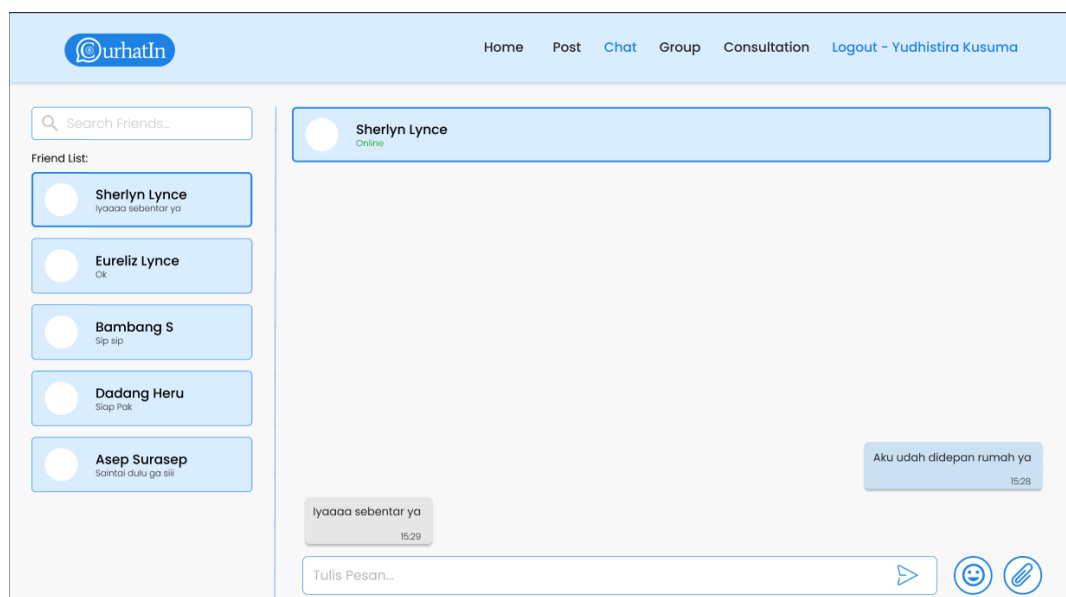 CurhatIn
Home Post Chat Group Consultation Logout - Yudhistira Kusuma
Search Friends...
Friend List:
Sherlyn Lynce
Iyaaaa sebentar ya
Eureliz Lynce
Ok
Bambang S
Sip sip
Dadang Heru
Siap Pak
Asep Surasep
Saintai dulu ga siii
Sherlyn Lynce
Online
Aku udah didepan rumah ya
15:28
Iyaaaa sebentar ya
15:29
Tulis Pesan...